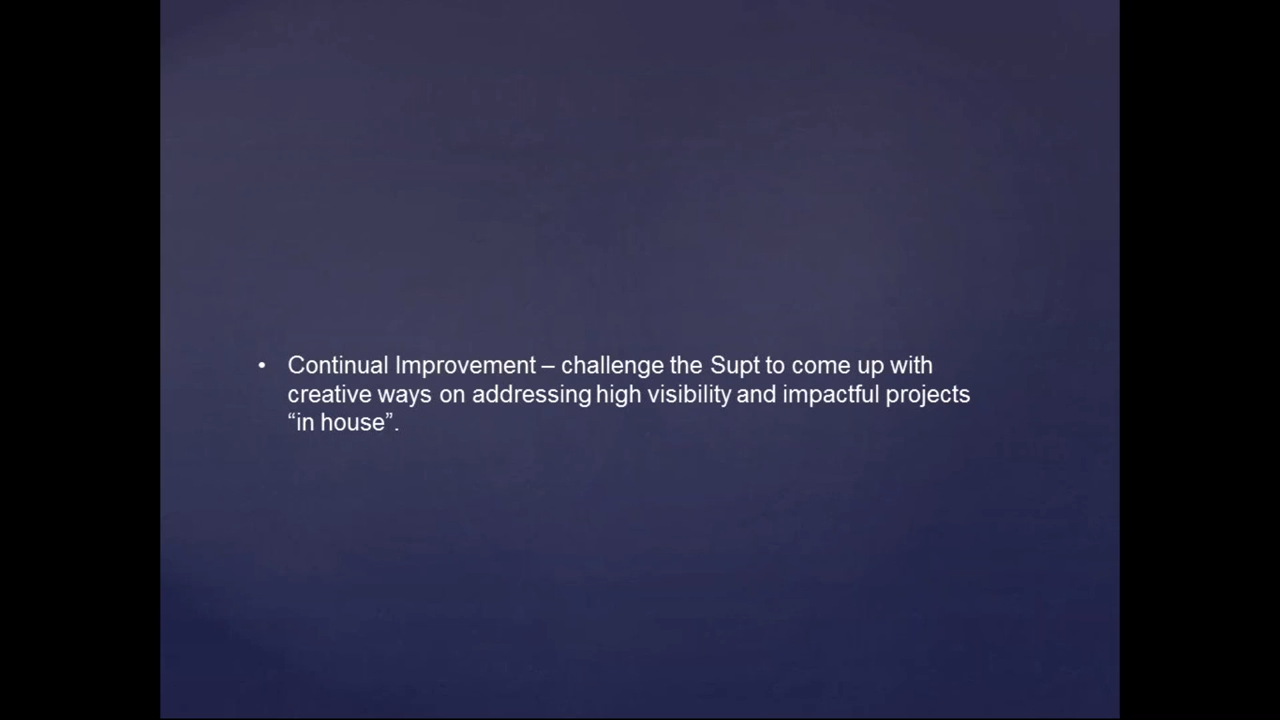 • Continual Improvement – challenge the Supt to come up with
creative ways on addressing high visibility and impactful projects
“in house”.